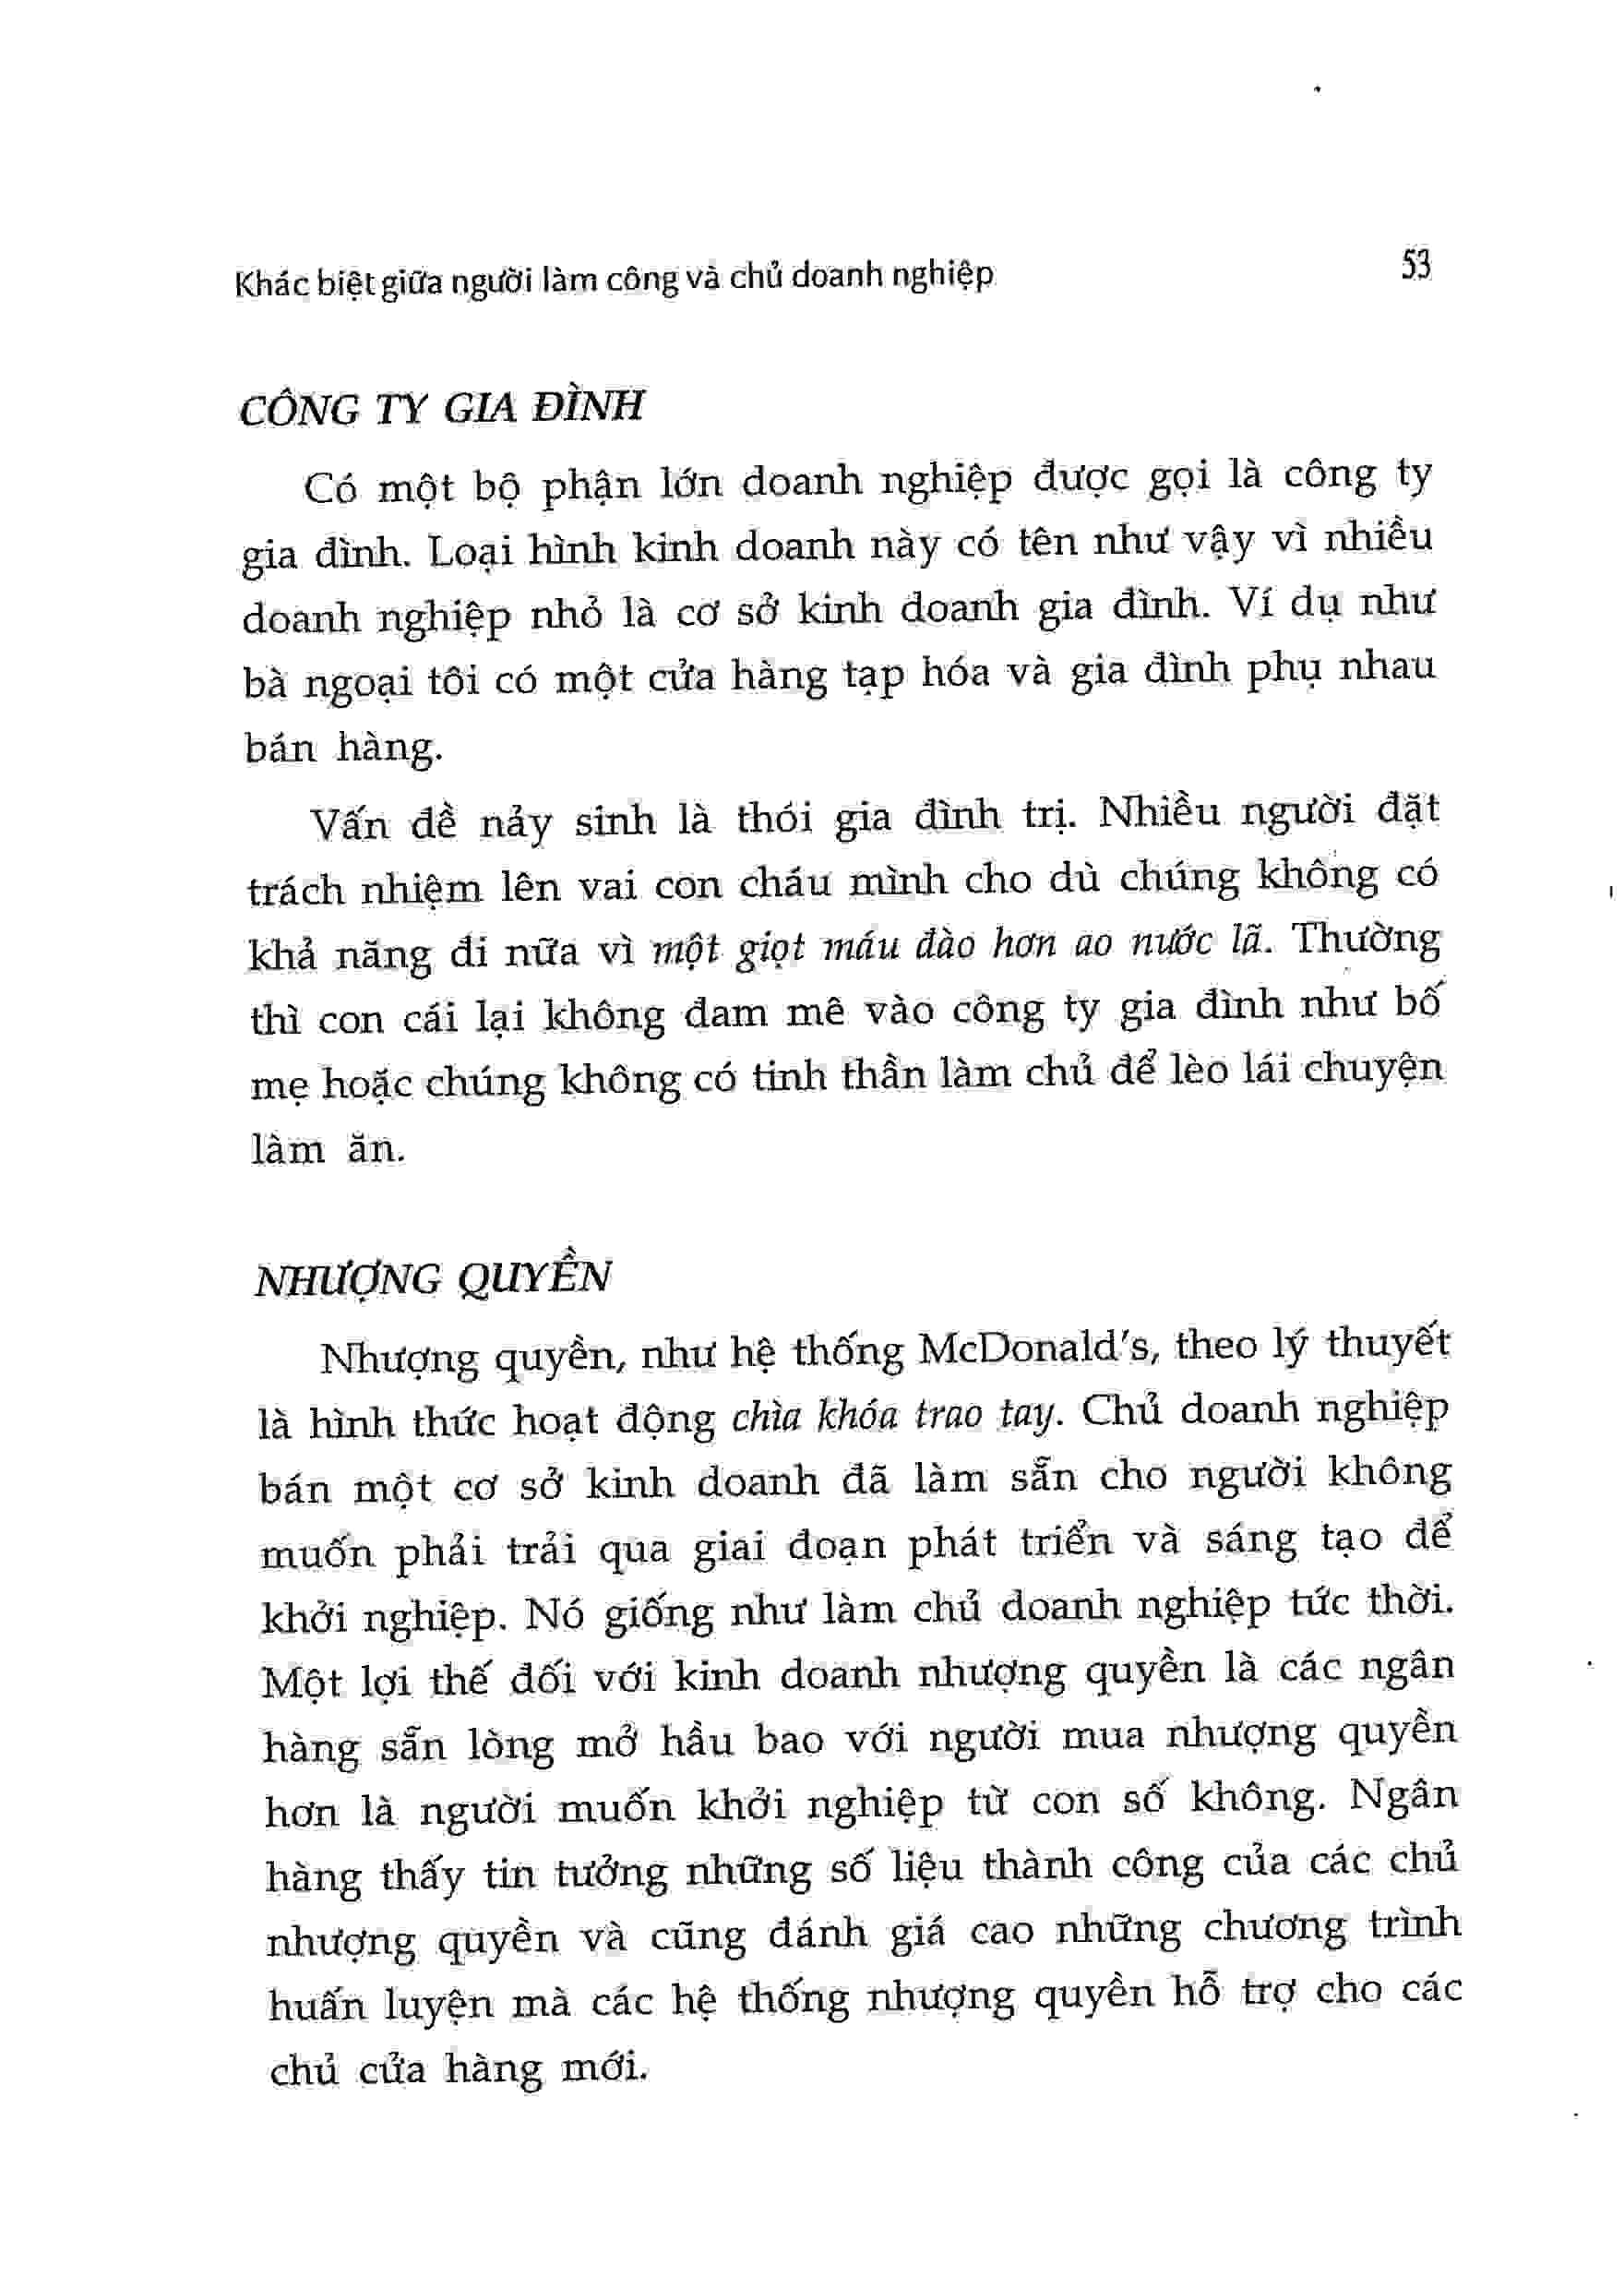 Khác biệt giữa người làm công và chủ doanh nghiệp 53
CÔNG TY GIA ĐÌNH
Có một bộ phận lớn doanh nghiệp được gọi là công ty
gia đình. Loại hình kinh doanh này có tên như vậy vì nhiều
doanh nghiệp nhỏ là cơ sở kinh doanh gia đình. Ví dụ như
bà ngoại tôi có một cửa hàng tạp hóa và gia đình phụ nhau
bán hàng.
Vấn đề nảy sinh là thói gia đình trị. Nhiều người đặt
trách nhiệm lên vai con cháu mình cho dù chúng không có
khả năng đi nữa vì một giọt máu đào hơn ao nước lã. Thường
thì con cái lại không đam mê vào công ty gia đình như bố
mẹ hoặc chúng không có tinh thần làm chủ để lèo lái chuyện
làm ăn.
NHƯỢNG QUYỀN
Nhượng quyền, như hệ thống McDonald's, theo lý thuyết
là hình thức hoạt động chìa khóa trao tay. Chủ doanh nghiệp
bán một cơ sở kinh doanh đã làm sẵn cho người không
muốn phải trải qua giai đoạn phát triển và sáng tạo để
khởi nghiệp. Nó giống như làm chủ doanh nghiệp tức thời.
Một lợi thế đối với kinh doanh nhượng quyền là các ngân
hàng sẵn lòng mở hầu bao với người mua nhượng quyền
hơn là người muốn khởi nghiệp từ con số không. Ngân
hàng thấy tin tưởng những số liệu thành công của các chủ
nhượng quyền và cũng đánh giá cao những chương trình
huấn luyện mà các hệ thống nhượng quyền hỗ trợ cho các
chủ cửa hàng mới.